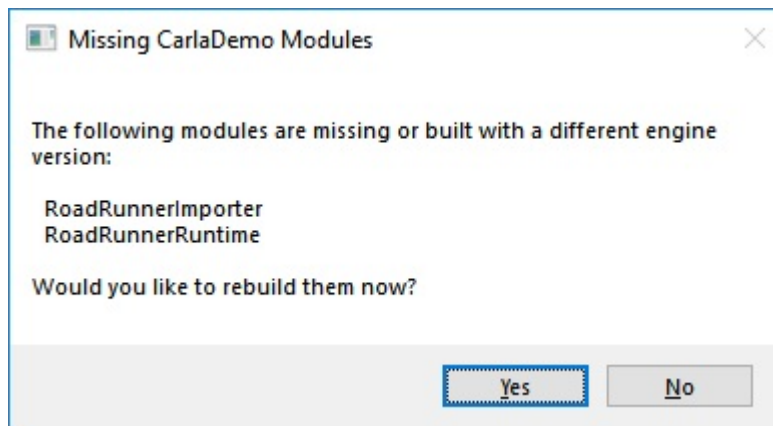 Missing CarlaDemo Modules
The following modules are missing or built with a different engine
version:
RoadRunnerImporter
RoadRunnerRuntime
Would you like to rebuild them now?
Yes
No